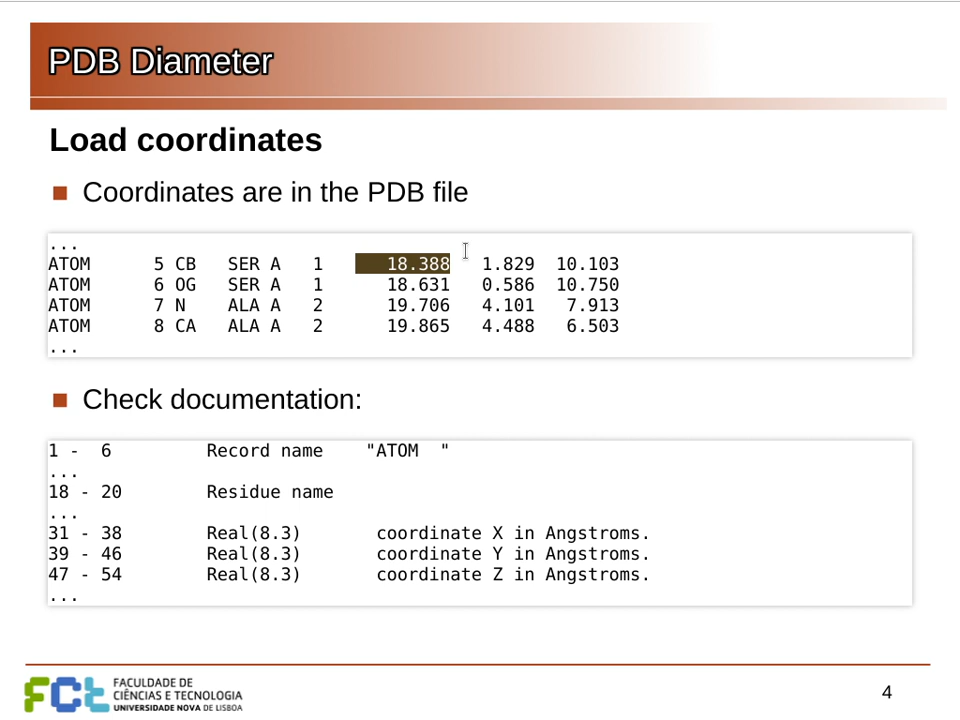 PDB Diameter
Load coordinates
Coordinates are in the PDB file
...
ATOM      5 CB   SER A   1      18.388   1.829  10.103
ATOM      6 OG   SER A   1      18.631   0.586  10.750
ATOM      7 N    ALA A   2      19.706   4.101   7.913
ATOM      8 CA   ALA A   2      19.865   4.488   6.503
...
Check documentation:
1 -  6         Record name    "ATOM  "
...
18 - 20        Residue name
...
31 - 38        Real(8.3)       coordinate X in Angstroms.
39 - 46        Real(8.3)       coordinate Y in Angstroms.
47 - 54        Real(8.3)       coordinate Z in Angstroms.
...
FCT
FACULDADE DE
CIÊNCIAS E TECNOLOGIA
UNIVERSIDADE NOVA DE LISBOA
4